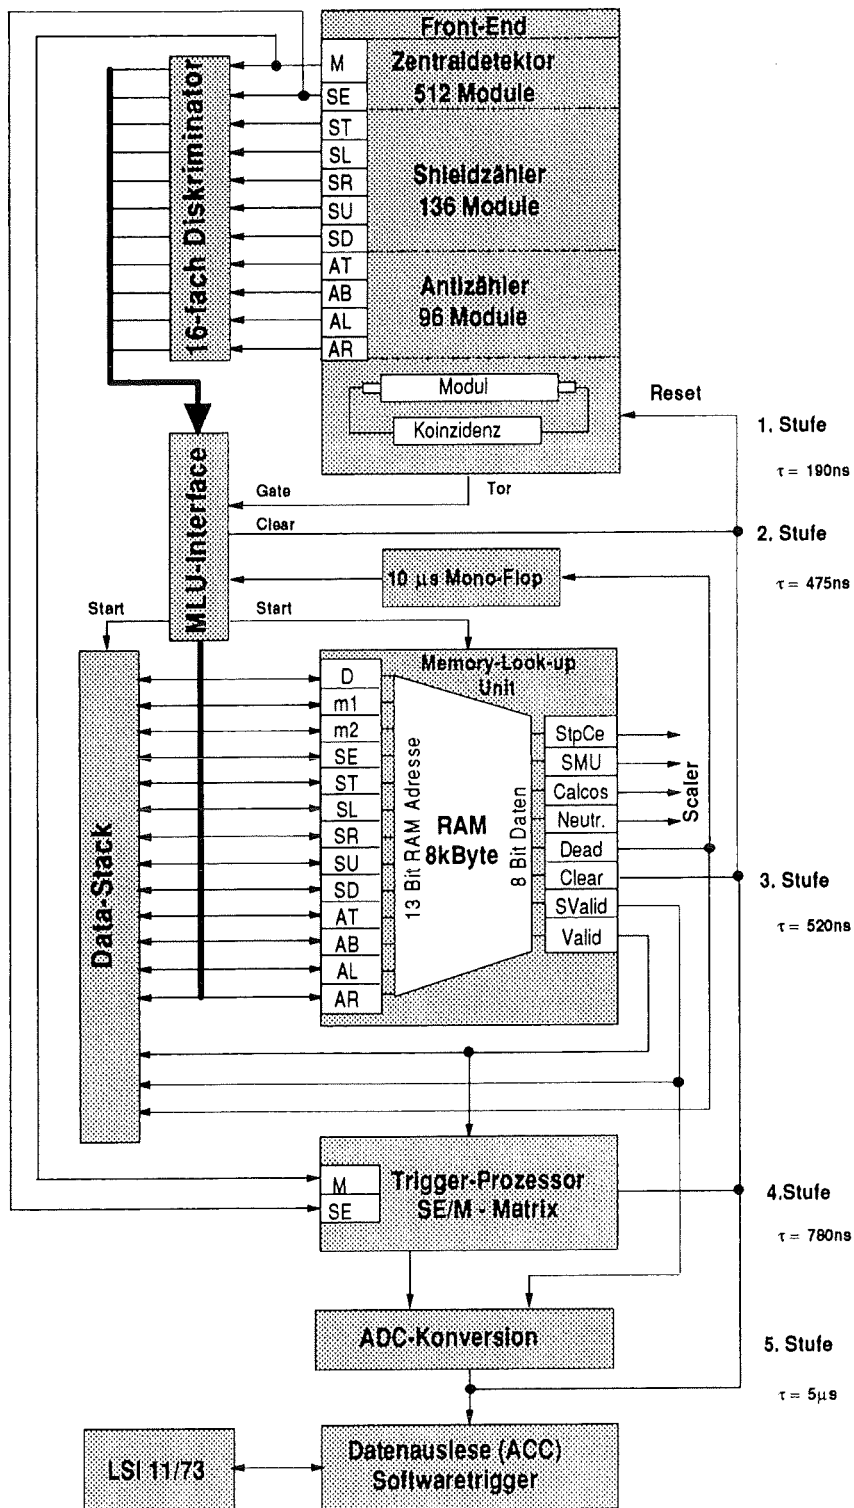 Front-End
Zentraldetektor
512 Module
M
SE
ST
SL
SR
SU
SD
AT
AB
AL
AR
Shieldzähler
136 Module
Antizähler
96 Module
16-fach Diskriminator
Modul
Koinzidenz
Reset
1. Stufe
τ = 190ns
Gate
Tor
Clear
2. Stufe
τ = 475ns
MLU-Interface
10 µs Mono-Flop
Start
Start
Memory-Look-up
Unit
Data-Stack
D
m1
m2
SE
ST
SL
SR
SU
SD
AT
AB
AL
AR
13 Bit RAM Adresse
RAM
8kByte
8 Bit Daten
StpCe
SMU
Calcos
Neutr.
Dead
Clear
SValid
Valid
Scaler
3. Stufe
τ = 520ns
M
SE
Trigger-Prozessor
SE/M - Matrix
4.Stufe
τ = 780ns
ADC-Konversion
5. Stufe
τ = 5µs
LSI 11/73
Datenauslese (ACC)
Softwaretrigger